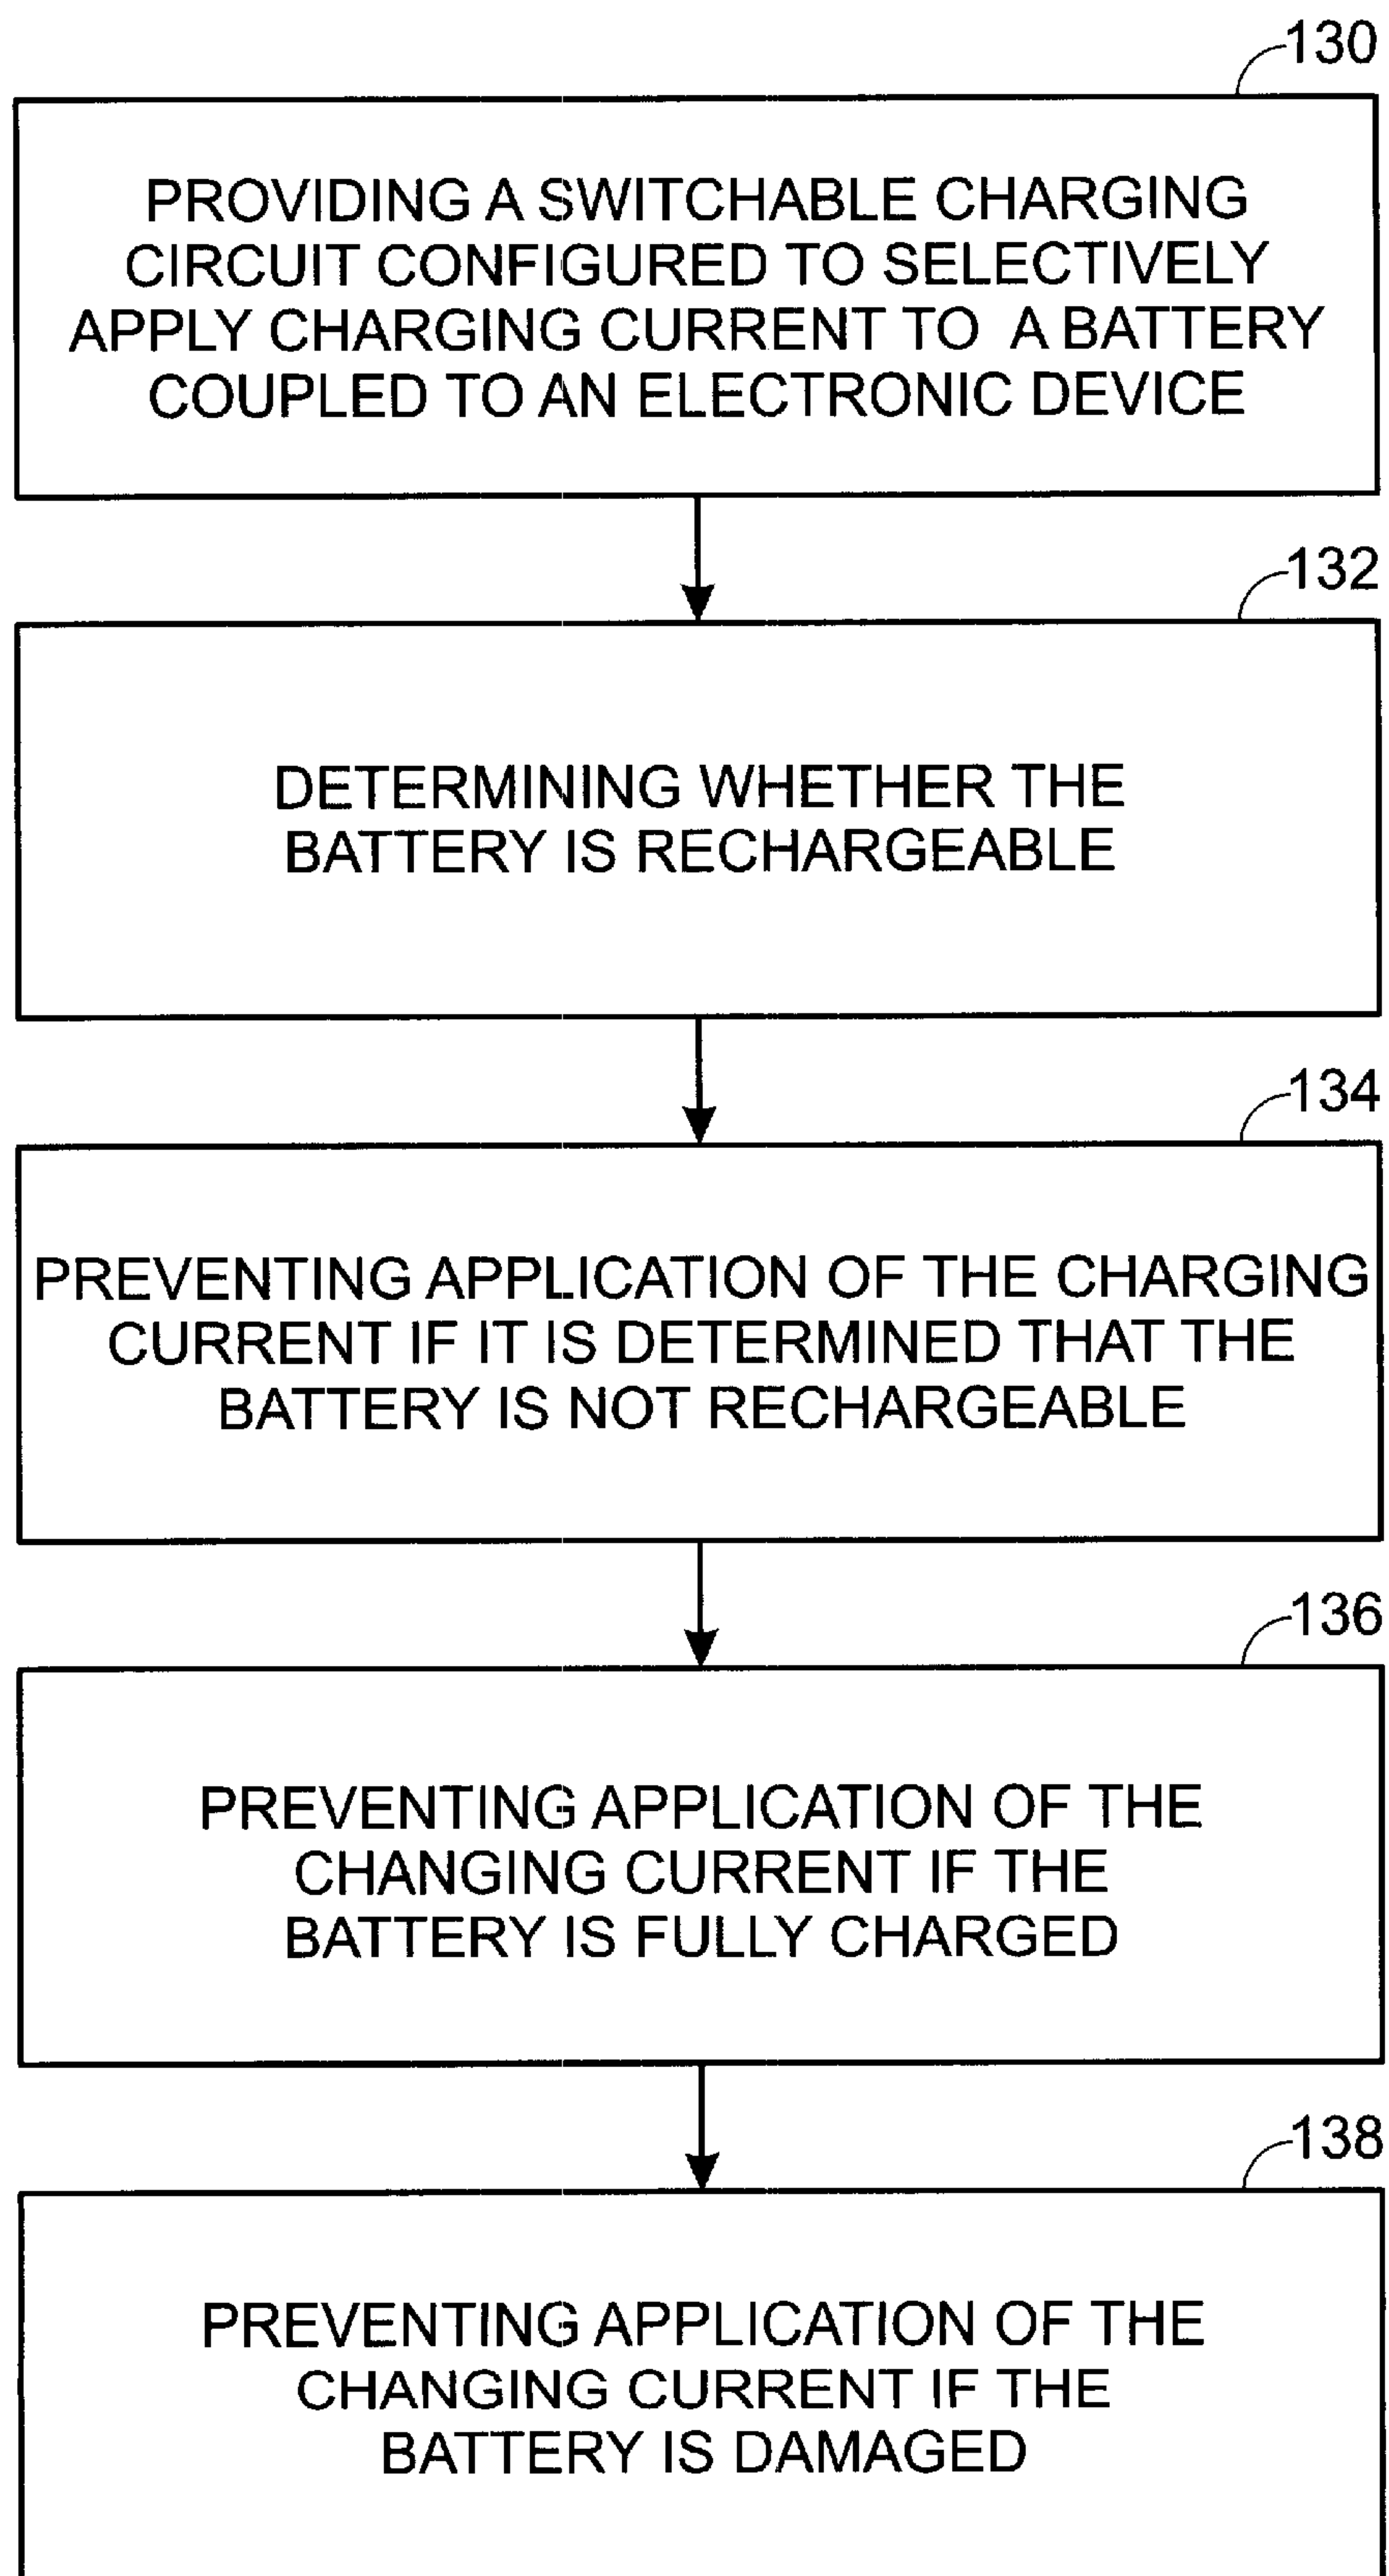 130
PROVIDING A SWITCHABLE CHARGING
CIRCUIT CONFIGURED TO SELECTIVELY
APPLY CHARGING CURRENT TO A BATTERY
COUPLED TO AN ELECTRONIC DEVICE
132
DETERMINING WHETHER THE
BATTERY IS RECHARGEABLE
134
PREVENTING APPLICATION OF THE CHARGING
CURRENT IF IT IS DETERMINED THAT THE
BATTERY IS NOT RECHARGEABLE
136
PREVENTING APPLICATION OF THE
CHANGING CURRENT IF THE
BATTERY IS FULLY CHARGED
138
PREVENTING APPLICATION OF THE
CHANGING CURRENT IF THE
BATTERY IS DAMAGED